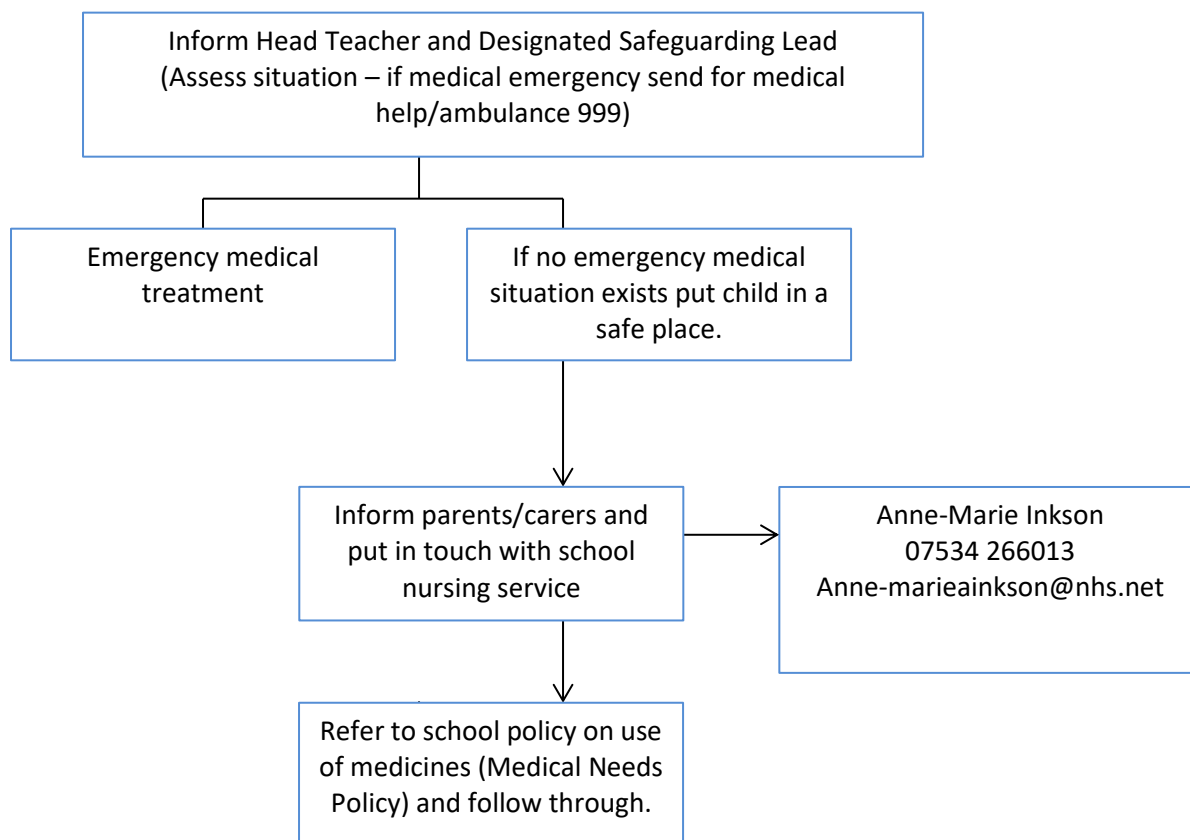 Inform Head Teacher and Designated Safeguarding Lead
(Assess situation – if medical emergency send for medical
help/ambulance 999)
Emergency medical
treatment
If no emergency medical
situation exists put child in a
safe place.
Inform parents/carers and
put in touch with school
nursing service
Anne-Marie Inkson
07534 266013
Anne-marieainkson@nhs.net
Refer to school policy on use
of medicines (Medical Needs
Policy) and follow through.